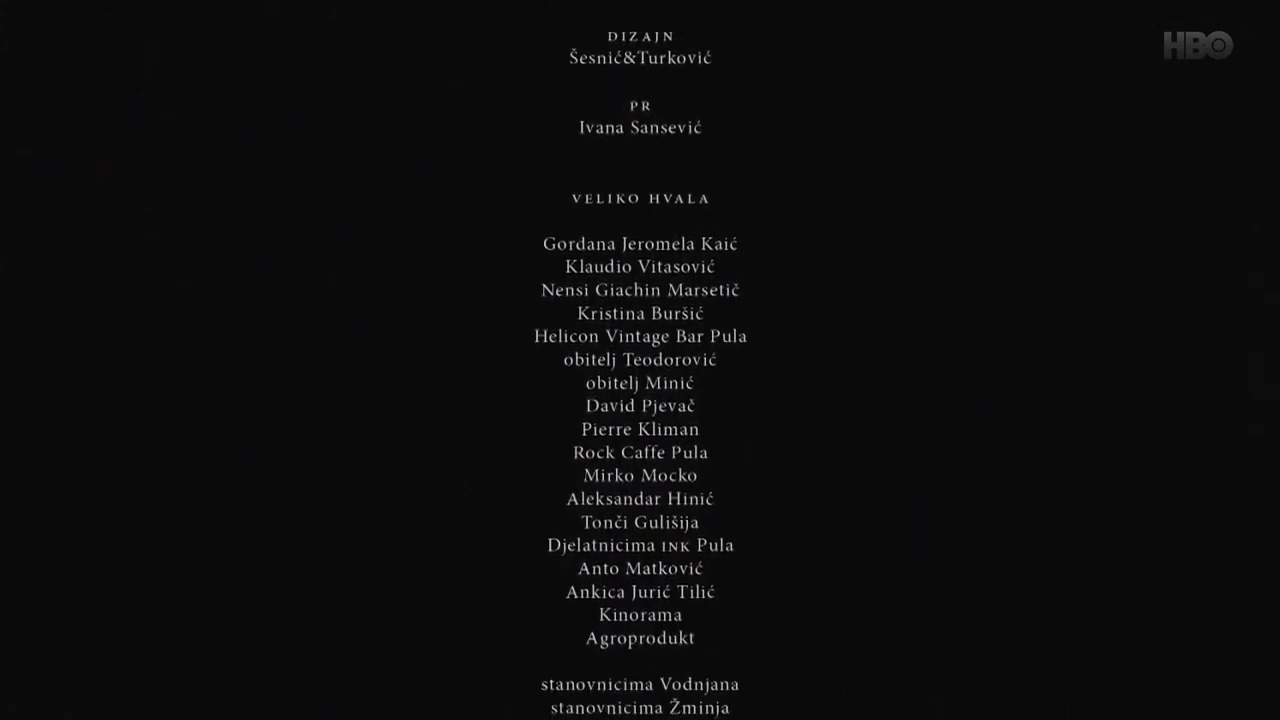 DIZAJN
HBO
Šesnić&Turković
PR
Ivana Sansević
VELIKO HVALA
Gordana Jeromela Kaić
Klaudio Vitasović
Nensi Giachin Marsetič
Kristina Buršić
Helicon Vintage Bar Pula
obitelj Teodorović
obitelj Minić
David Pjevač
Pierre Kliman
Rock Caffe Pula
Mirko Mocko
Aleksandar Hinić
Tonči Gulišija
Djelatnicima INK Pula
Anto Matković
Ankica Jurić Tilić
Kinorama
Agroprodukt
stanovnicima Vodnjana
stanovnicima Žminja